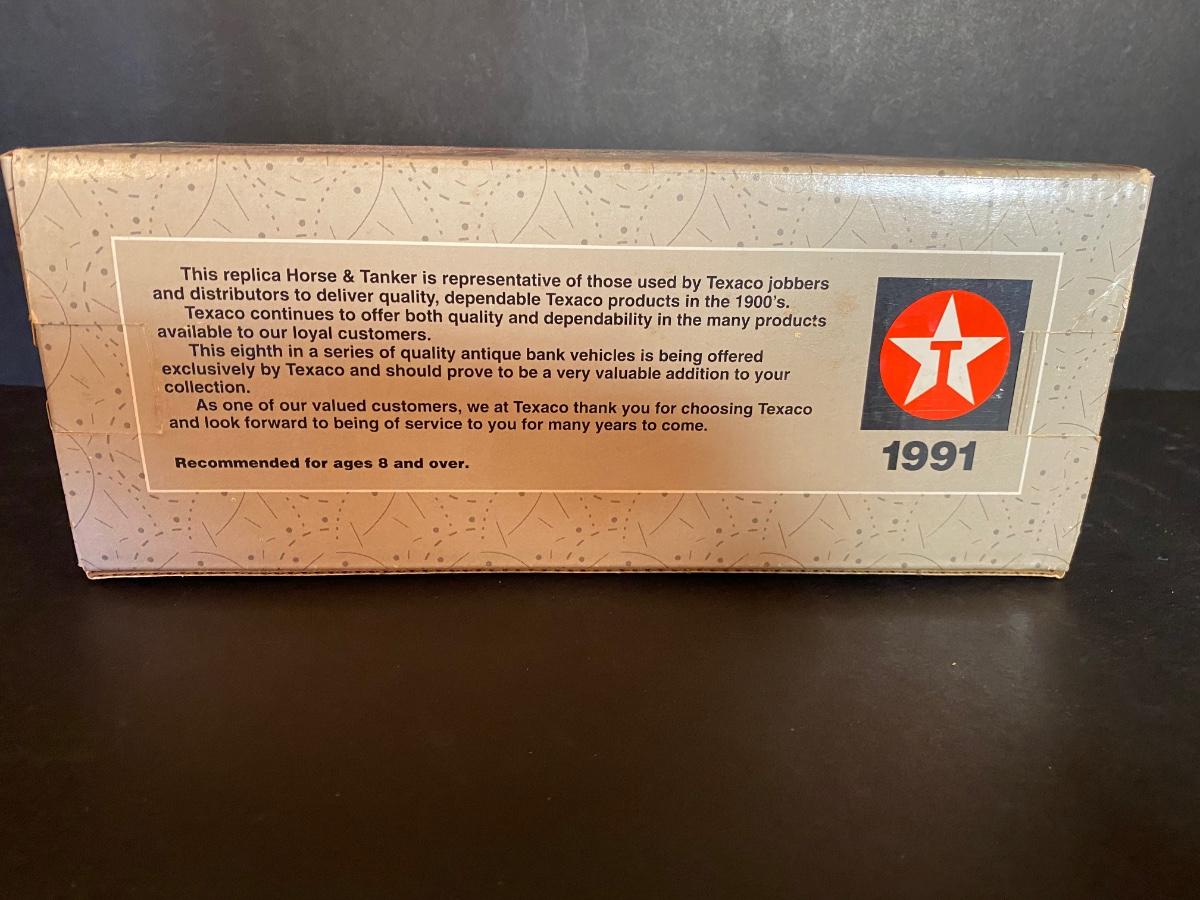 This replica Horse & Tanker is representative of those used by Texaco jobbers
and distributors to deliver quality, dependable Texaco products in the 1900's.
Texaco continues to offer both quality and dependability in the many products
available to our loyal customers.
This eighth in a series of quality antique bank vehicles is being offered
exclusively by Texaco and should prove to be a very valuable addition to your
collection.
As one of our valued customers, we at Texaco thank you for choosing Texaco
and look forward to being of service to you for many years to come.
Recommended for ages 8 and over.
T
1991